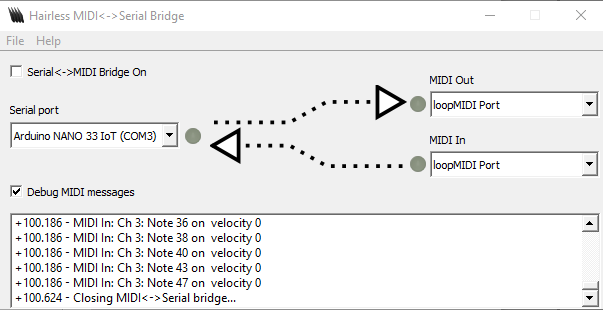 Hairless MIDI<->Serial Bridge
File Help
Serial<->MIDI Bridge On
MIDI Out
loopMIDI Port
Serial port
Arduino NANO 33 IoT (COM3)
MIDI In
loopMIDI Port
Debug MIDI messages
+100.186 - MIDI In: Ch 3: Note 36 on  velocity 0
+100.186 - MIDI In: Ch 3: Note 38 on  velocity 0
+100.186 - MIDI In: Ch 3: Note 40 on  velocity 0
+100.186 - MIDI In: Ch 3: Note 43 on  velocity 0
+100.186 - MIDI In: Ch 3: Note 47 on  velocity 0
+100.624 - Closing MIDI<->Serial bridge...